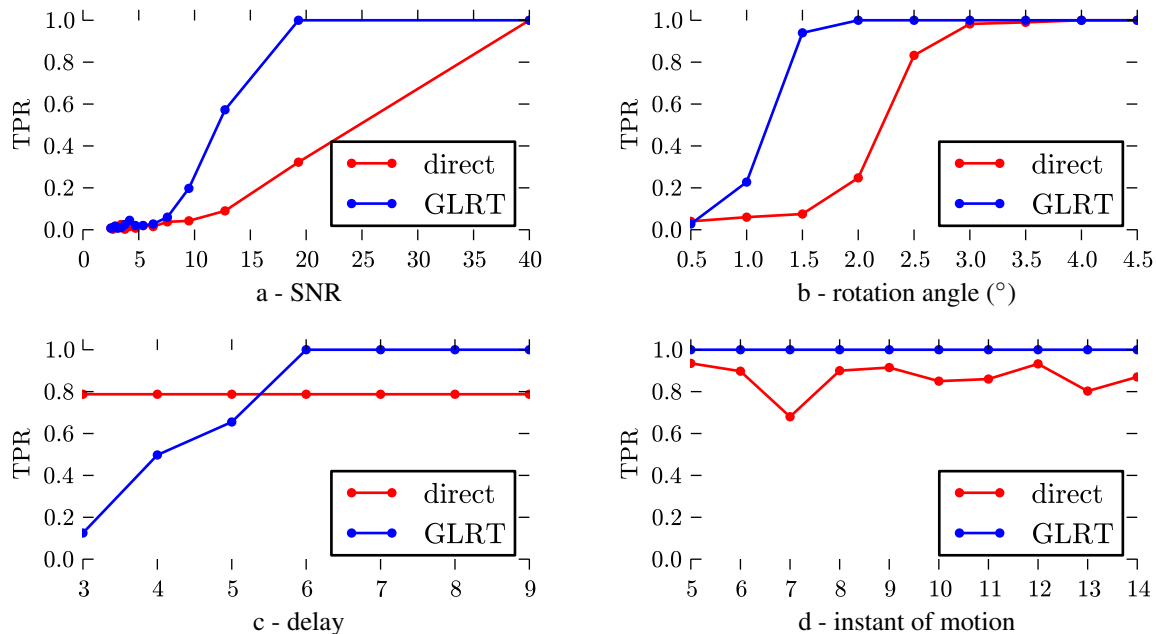 1.0
0.8
0.6
0.4
0.2
0.0
TPR
direct
GLRT
0 5 10 15 20 25 30 35 40
a - SNR
1.0
0.8
0.6
0.4
0.2
0.0
TPR
direct
GLRT
0.5 1.0 1.5 2.0 2.5 3.0 3.5 4.0 4.5
b - rotation angle (°)
1.0
0.8
0.6
0.4
0.2
0.0
TPR
direct
GLRT
3 4 5 6 7 8 9
c - delay
1.0
0.8
0.6
0.4
0.2
0.0
TPR
direct
GLRT
5 6 7 8 9 10 11 12 13 14
d - instant of motion